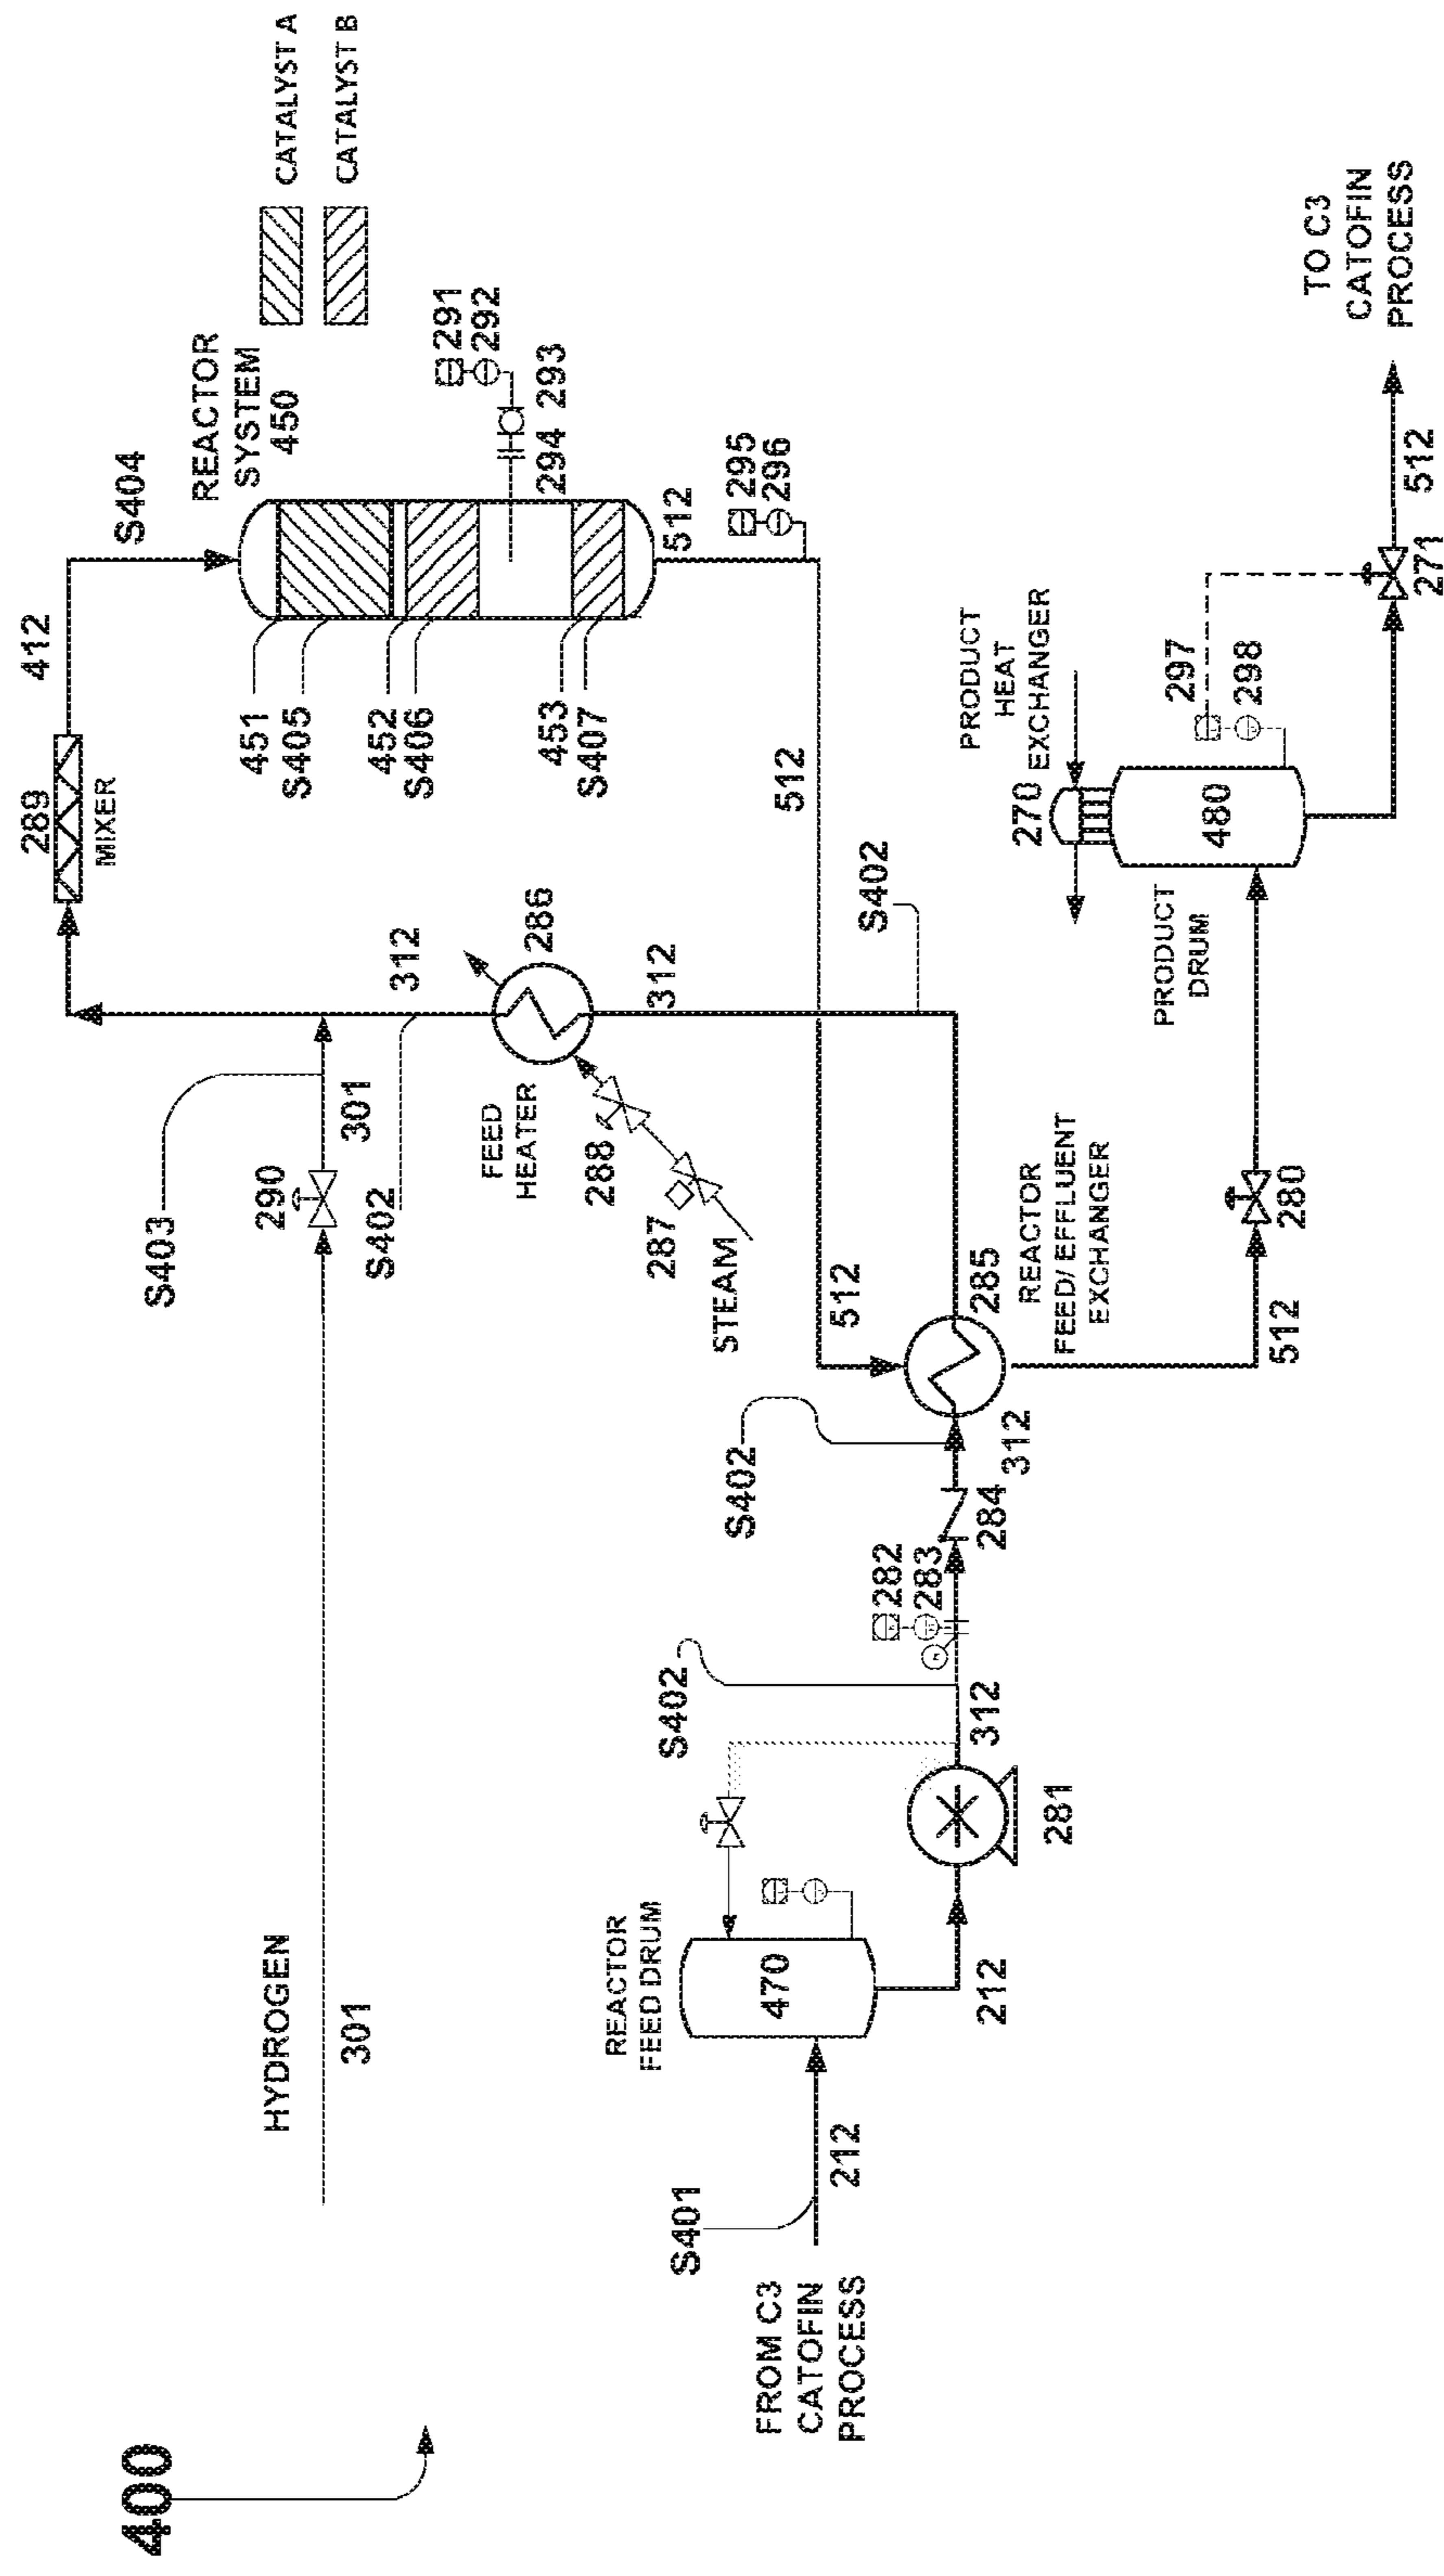 400
HYDROGEN
301
S403
290
301
S402
312
289
MIXER
412
S404
REACTOR
SYSTEM
450
CATALYST A
CATALYST B
451
S405
452
S406
453
S407
291
292
294 293
512
295
296
FEED
HEATER
286
288
287
STEAM
312
S402
512
512
285
REACTOR
FEED/EFFLUENT
EXCHANGER
S402
312
284
282
283
S402
312
281
REACTOR
FEED DRUM
470
212
S401
212
FROM C3
CATOFIN
PROCESS
512
280
PRODUCT
DRUM
480
270
PRODUCT
HEAT
EXCHANGER
297
298
271
512
TO C3
CATOFIN
PROCESS